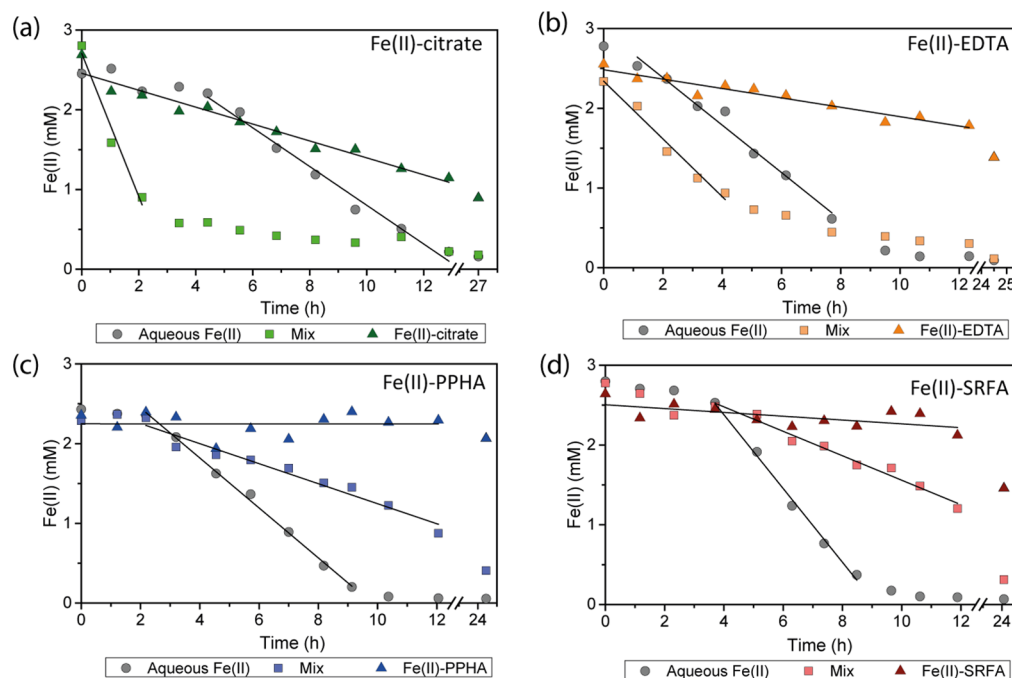 (a)
Fe(II)-citrate
3
2
1
0
Fe(II) (mM)
0 2 4 6 8 10 12 27
Time (h)
Aqueous Fe(II) Mix Fe(II)-citrate
(b)
Fe(II)-EDTA
3
2
1
0
Fe(II) (mM)
0 2 4 6 8 10 12 24 25
Time (h)
Aqueous Fe(II) Mix Fe(II)-EDTA
(c)
Fe(II)-PPHA
3
2
1
0
Fe(II) (mM)
0 2 4 6 8 10 12 24
Time (h)
Aqueous Fe(II) Mix Fe(II)-PPHA
(d)
Fe(II)-SRFA
3
2
1
0
Fe(II) (mM)
0 2 4 6 8 10 12 24
Time (h)
Aqueous Fe(II) Mix Fe(II)-SRFA